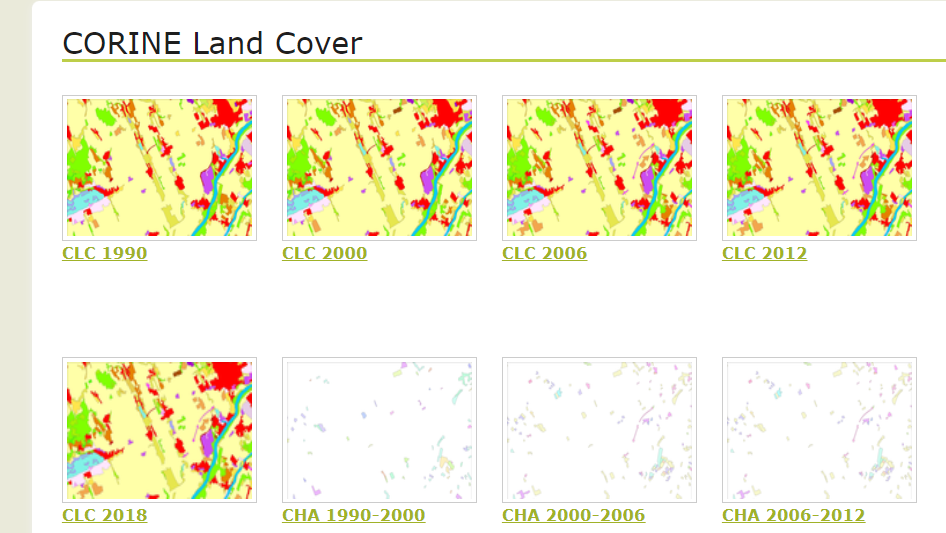 CORINE Land Cover
CLC 1990
CLC 2000
CLC 2006
CLC 2012
CLC 2018
CHA 1990-2000
CHA 2000-2006
CHA 2006-2012